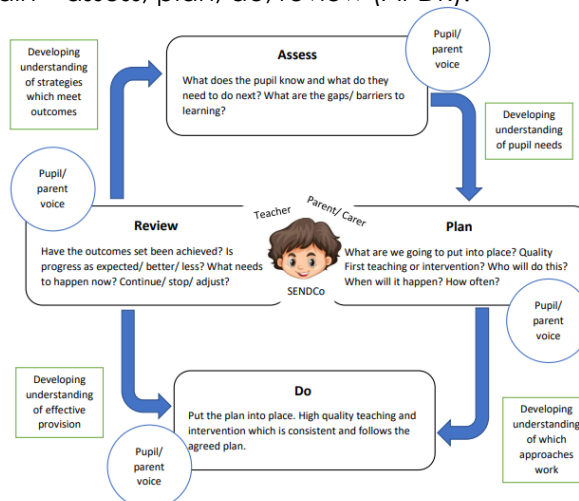 Assess
What does the pupil know and what do they
need to do next? What are the gaps/ barriers to
learning?
Pupil/
parent
voice
Developing
understanding
of strategies
which meet
outcomes
Developing
understanding
of pupil needs
Pupil/
parent
voice
Teacher
Parent/ Carer
SENDCo
Review
Have the outcomes set been achieved? Is
progress as expected/ better/ less? What needs
to happen now? Continue/ stop/ adjust?
Plan
What are we going to put into place? Quality
First teaching or intervention? Who will do this?
When will it happen? How often?
Pupil/
parent
voice
Developing
understanding
of effective
provision
Do
Put the plan into place. High quality teaching and
intervention which is consistent and follows the
agreed plan.
Pupil/
parent
voice
Developing
understanding
of which
approaches
work